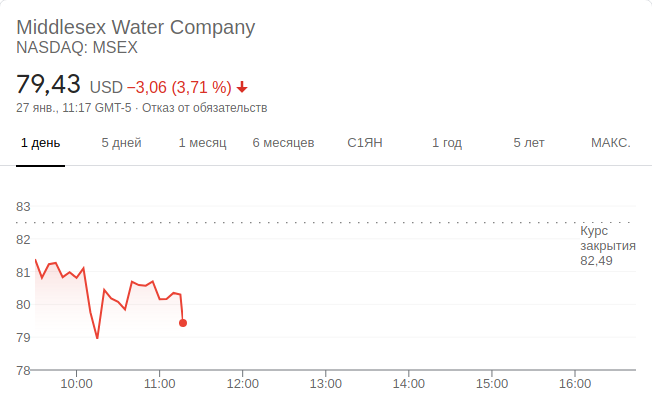 Middlesex Water Company
NASDAQ: MSEX
79,43 USD −3,06 (3,71 %)
27 янв., 11:17 GMT-5 · Отказ от обязательств
1 день 5 дней 1 месяц 6 месяцев С1ЯН 1 год 5 лет МАКС.
83
82
81
80
79
78
Курс
закрытия
82,49
10:00 11:00 12:00 13:00 14:00 15:00 16:00